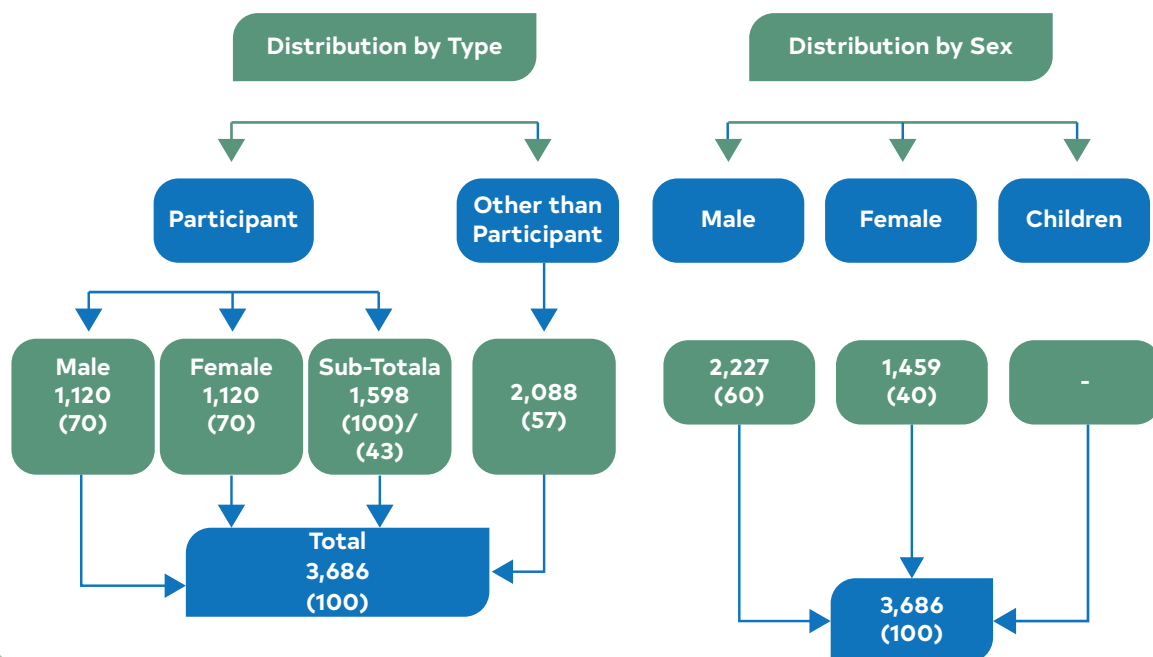 Distribution by Type
Distribution by Sex
Participant
Other than
Participant
Male
Female
Children
Male
1,120
(70)
Female
1,120
(70)
Sub-Totala
1,598
(100)/
(43)
2,088
(57)
2,227
(60)
1,459
(40)
-
Total
3,686
(100)
3,686
(100)